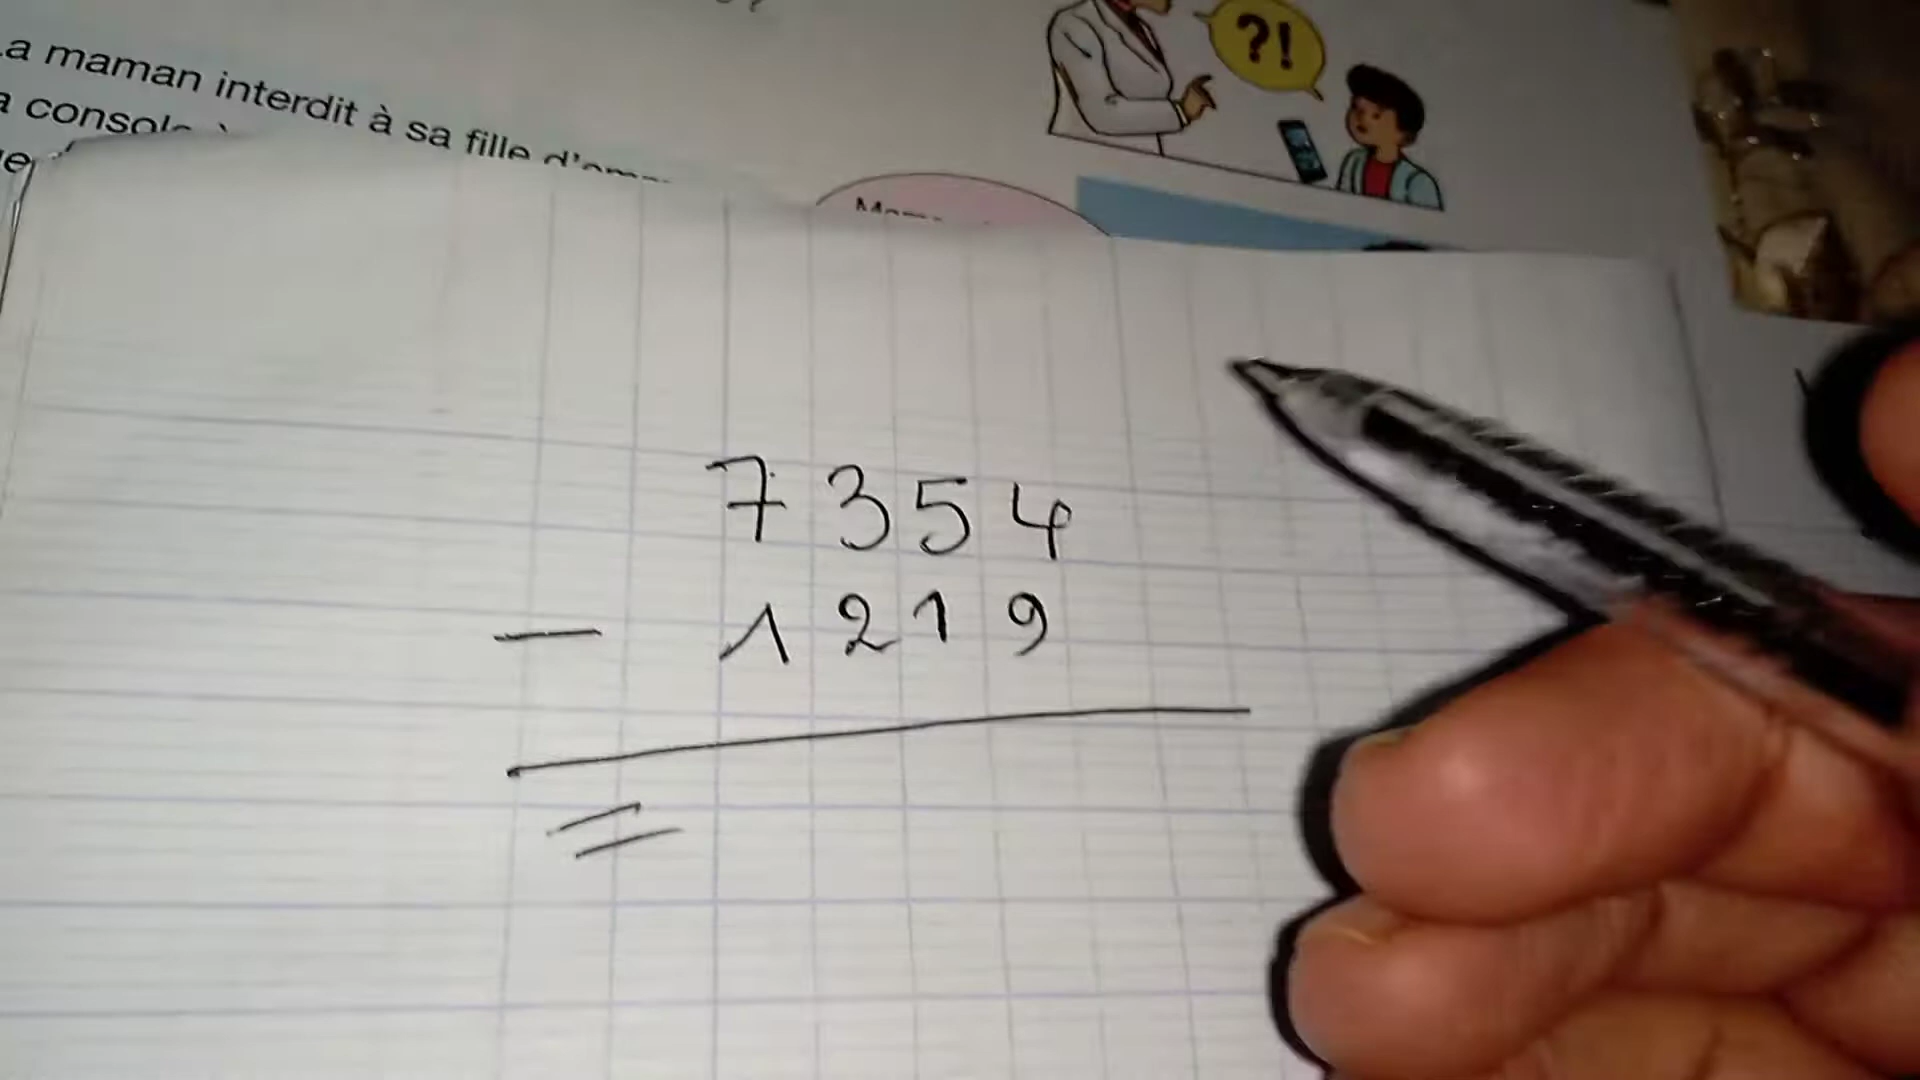 ?!
La maman interdit à sa fille
a console
7354
- 1219
=